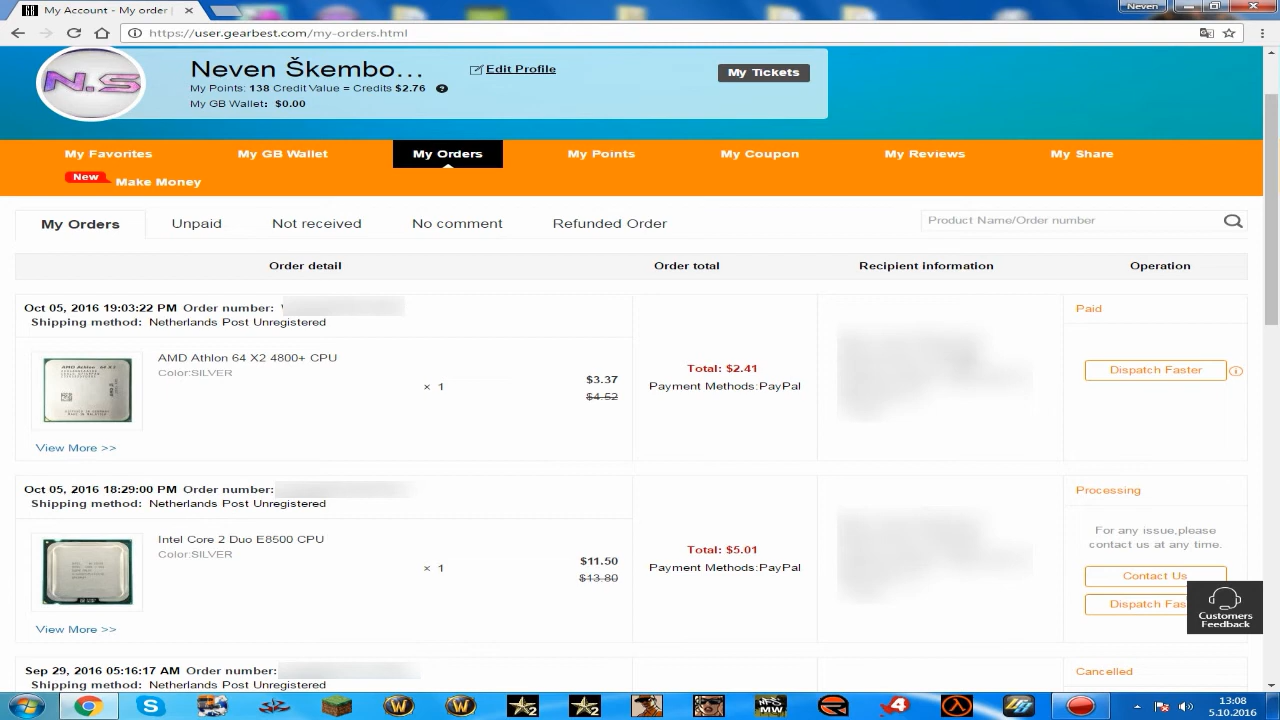 My Account - My order
Neven
https://user.gearbest.com/my-orders.html
N.S
Neven Škembo...
Edit Profile
My Tickets
My Points: 138 Credit Value = Credits $2.76 ?
My GB Wallet: $0.00
My Favorites
My GB Wallet
My Orders
My Points
My Coupon
My Reviews
My Share
New
Make Money
My Orders
Unpaid
Not received
No comment
Refunded Order
Product Name/Order number
Order detail
Order total
Recipient information
Operation
Oct 05, 2016 19:03:22 PM Order number:
Shipping method: Netherlands Post Unregistered
Paid
AMD Athlon 64 X2
AMD Athlon 64 X2 4800+ CPU
Color:SILVER
× 1
$3.37
$4.52
Total: $2.41
Payment Methods:PayPal
Dispatch Faster
View More >>
Oct 05, 2016 18:29:00 PM Order number:
Shipping method: Netherlands Post Unregistered
Processing
Intel Core 2 Duo E8500 CPU
Color:SILVER
× 1
$11.50
$13.80
Total: $5.01
Payment Methods:PayPal
For any issue,please
contact us at any time.
Contact Us
Dispatch Fas
Customers
Feedback
View More >>
Sep 29, 2016 05:16:17 AM Order number:
Shipping method: Netherlands Post Unregistered
Cancelled
NFS
MW
13:08
5.10.2016